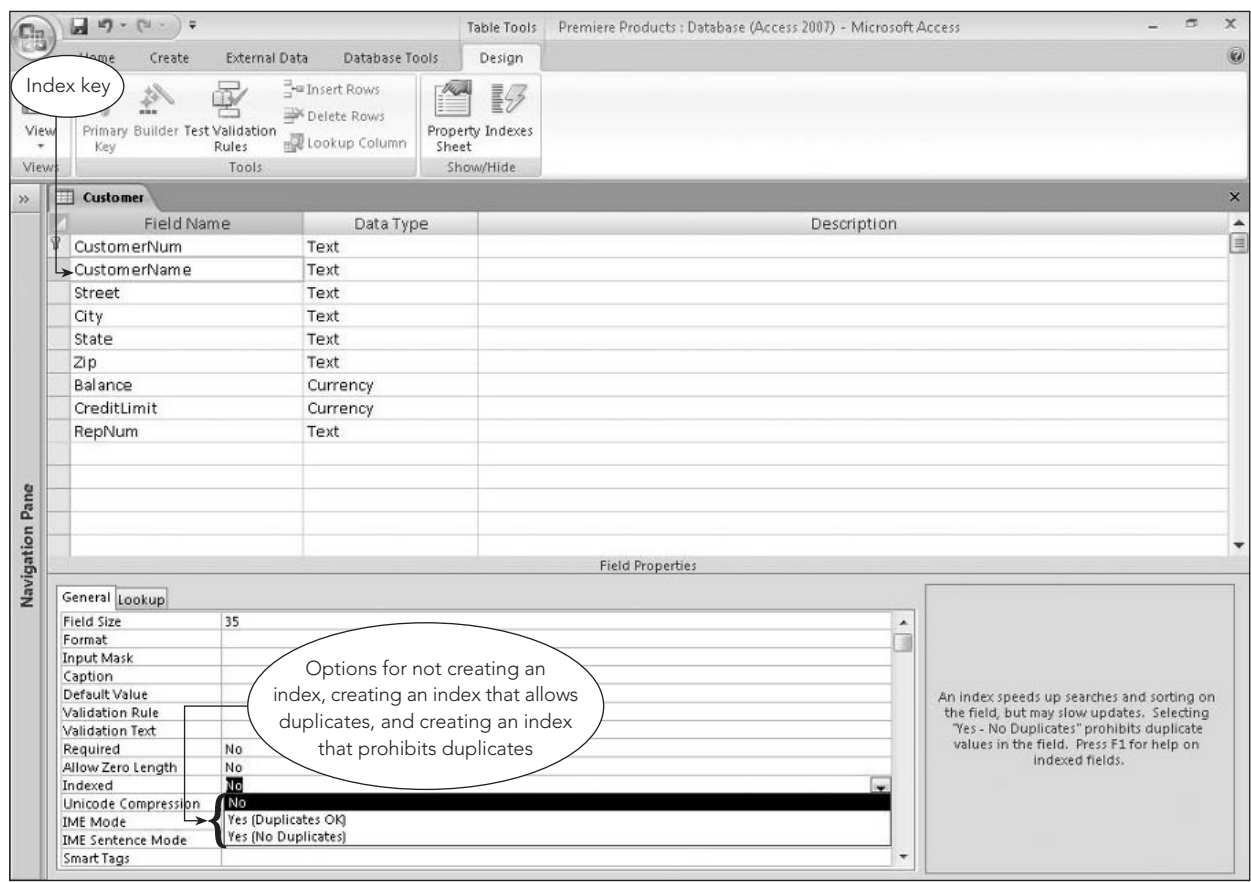 Table Tools Premiere Products : Database (Access 2007) - Microsoft Access
Home Create External Data Database Tools Design
Index key
View
Primary Key
Builder
Test Validation Rules
Insert Rows
Delete Rows
Lookup Column
Property Sheet
Indexes
Views Tools Show/Hide
» Customer
Field Name Data Type Description
CustomerNum Text
CustomerName Text
Street Text
City Text
State Text
Zip Text
Balance Currency
CreditLimit Currency
RepNum Text
Navigation Pane
Field Properties
General Lookup
Field Size 35
Format
Input Mask
Caption
Default Value
Validation Rule
Validation Text
Required No
Allow Zero Length No
Indexed No
Unicode Compression No
IME Mode Yes (Duplicates OK)
IME Sentence Mode Yes (No Duplicates)
Smart Tags
Options for not creating an
index, creating an index that allows
duplicates, and creating an index
that prohibits duplicates
An index speeds up searches and sorting on
the field, but may slow updates. Selecting
"Yes - No Duplicates" prohibits duplicate
values in the field. Press F1 for help on
indexed fields.